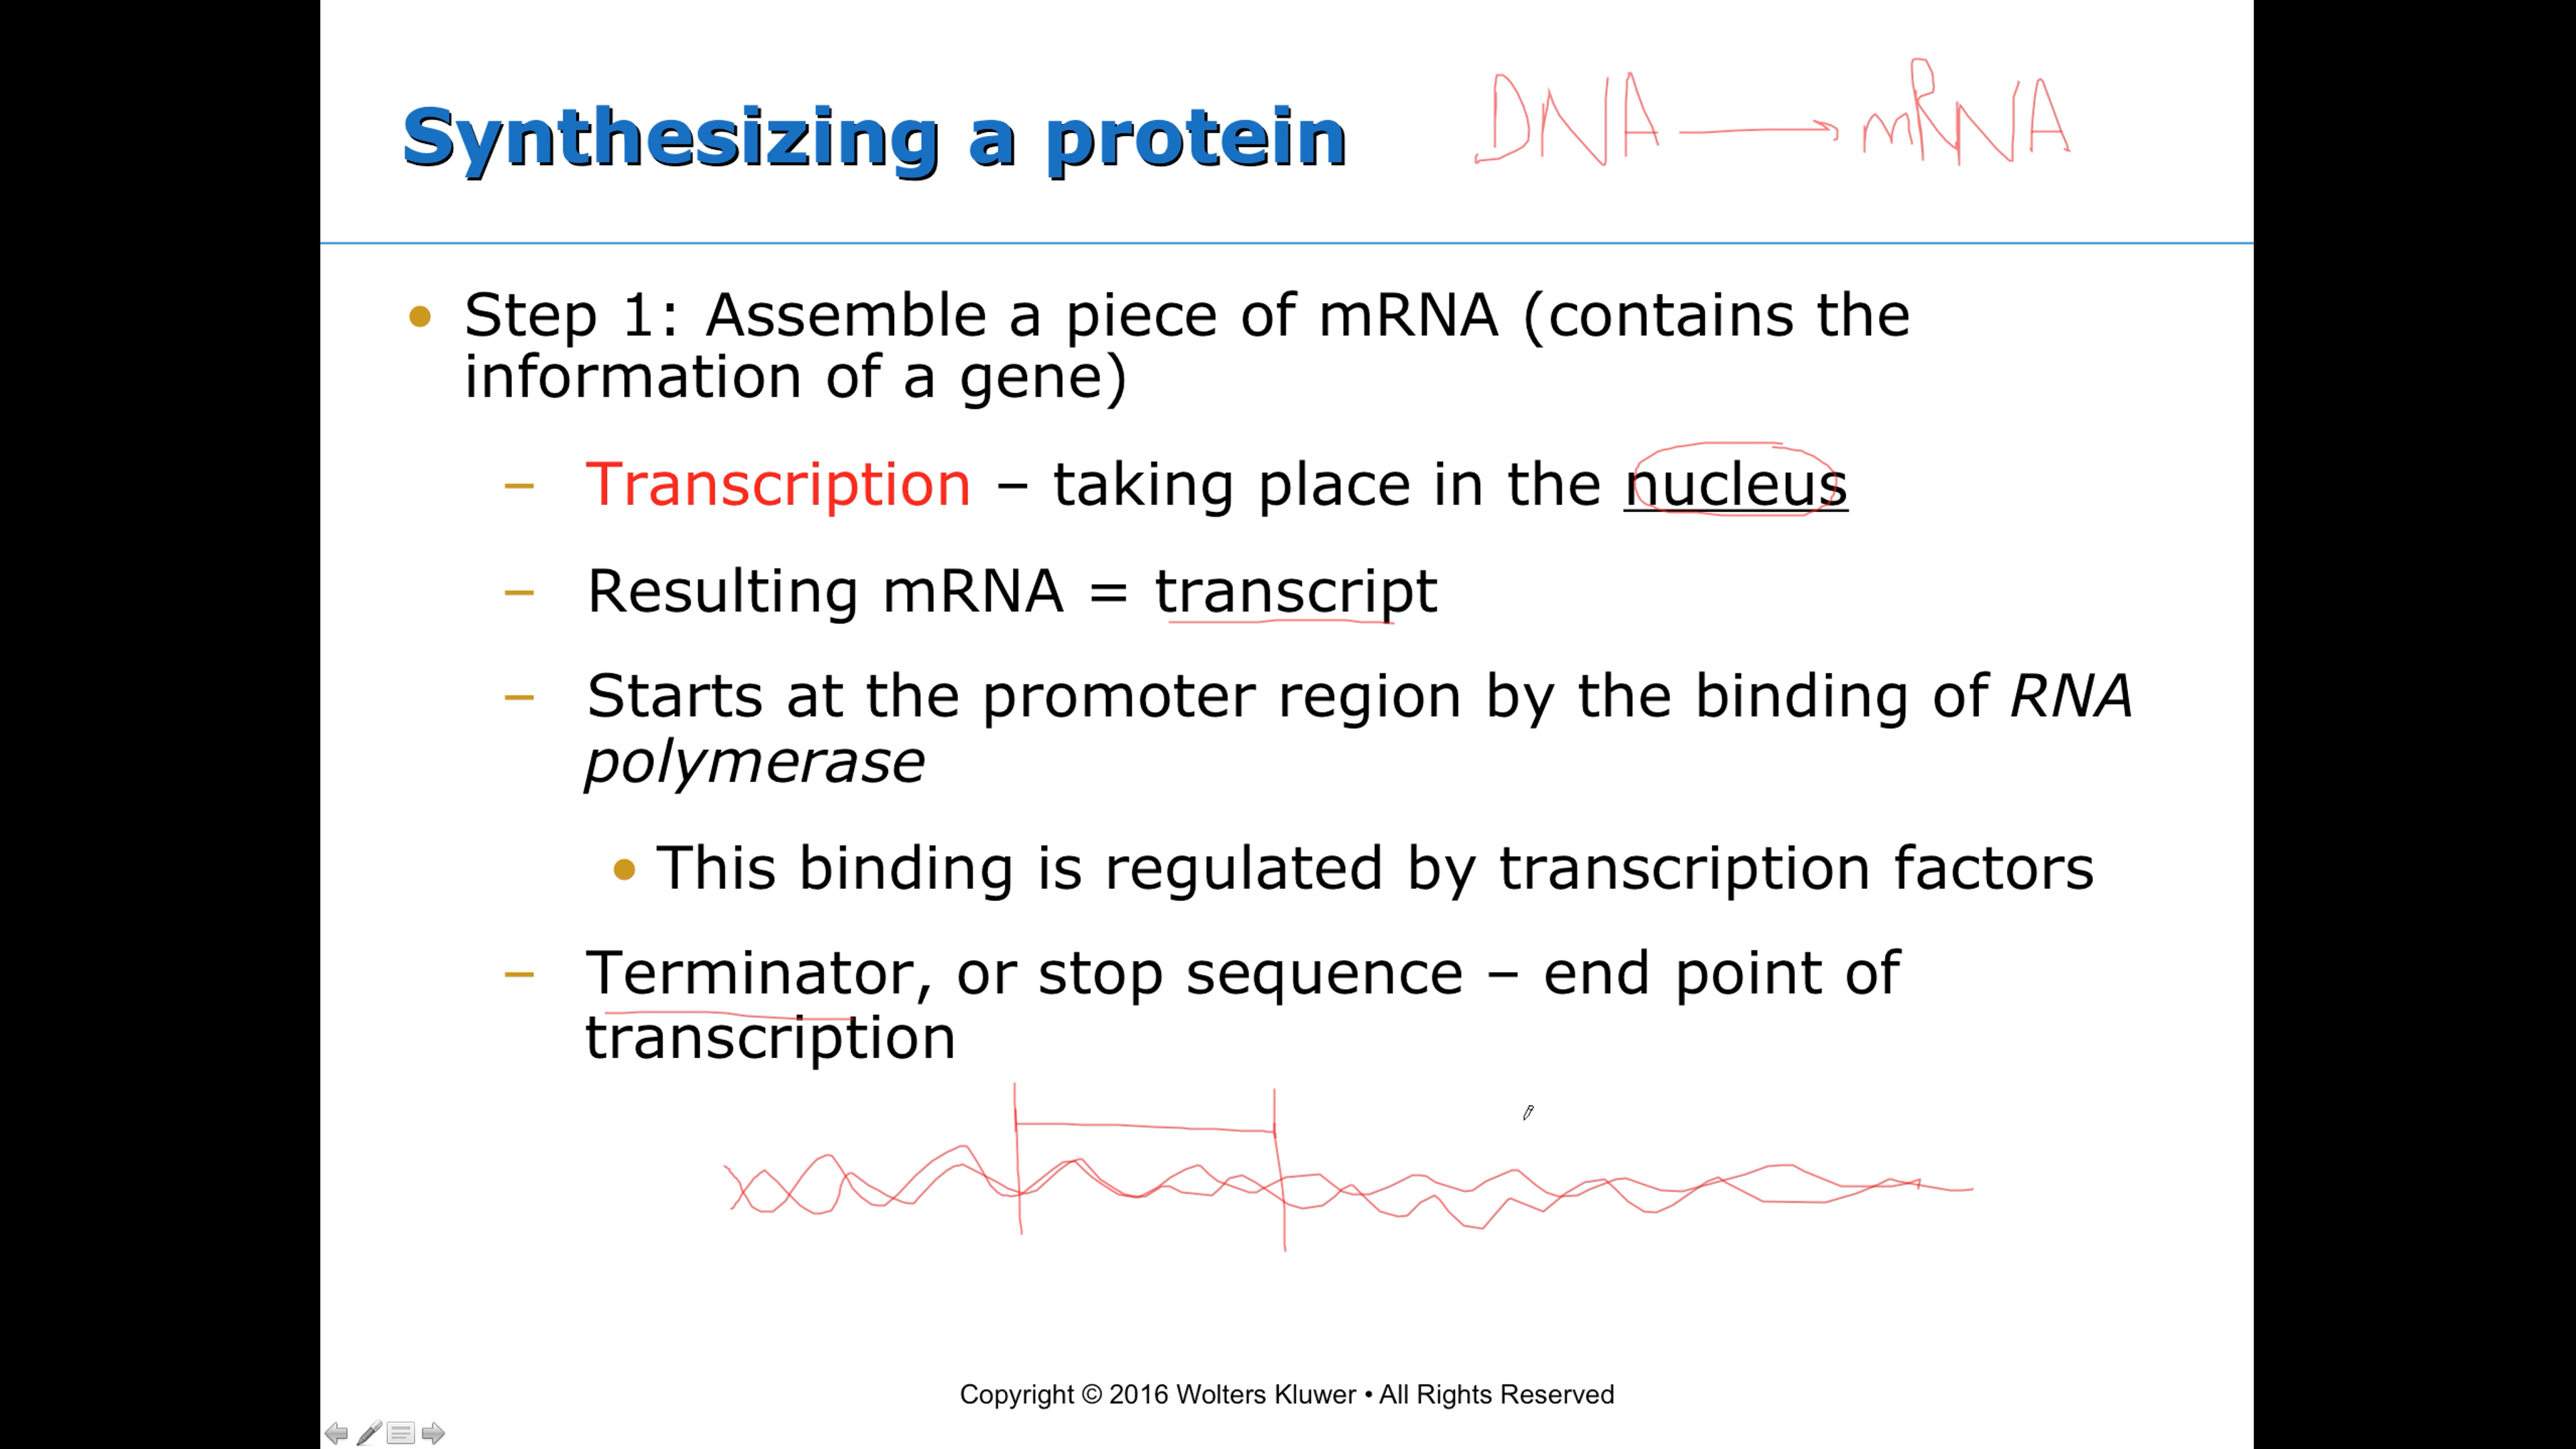 Synthesizing a protein
DNA → mRNA
• Step 1: Assemble a piece of mRNA (contains the
information of a gene)
– Transcription – taking place in the nucleus
– Resulting mRNA = transcript
– Starts at the promoter region by the binding of RNA
polymerase
• This binding is regulated by transcription factors
– Terminator, or stop sequence – end point of
transcription
Copyright © 2016 Wolters Kluwer • All Rights Reserved